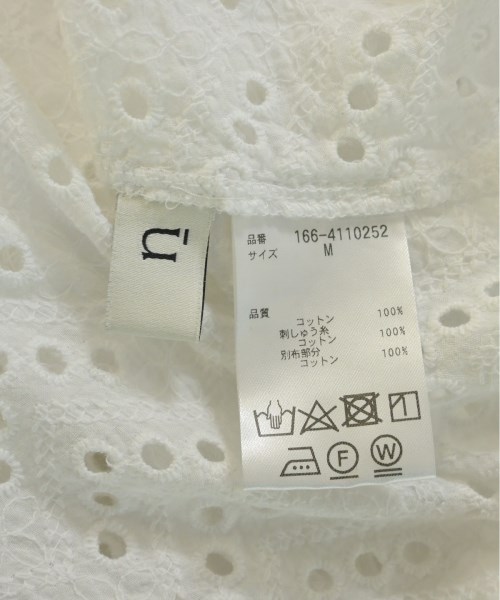 n̲
品番 166-4110252
サイズ M
品質
コットン 100%
刺しゅう糸
コットン 100%
別布部分
コットン 100%
F W